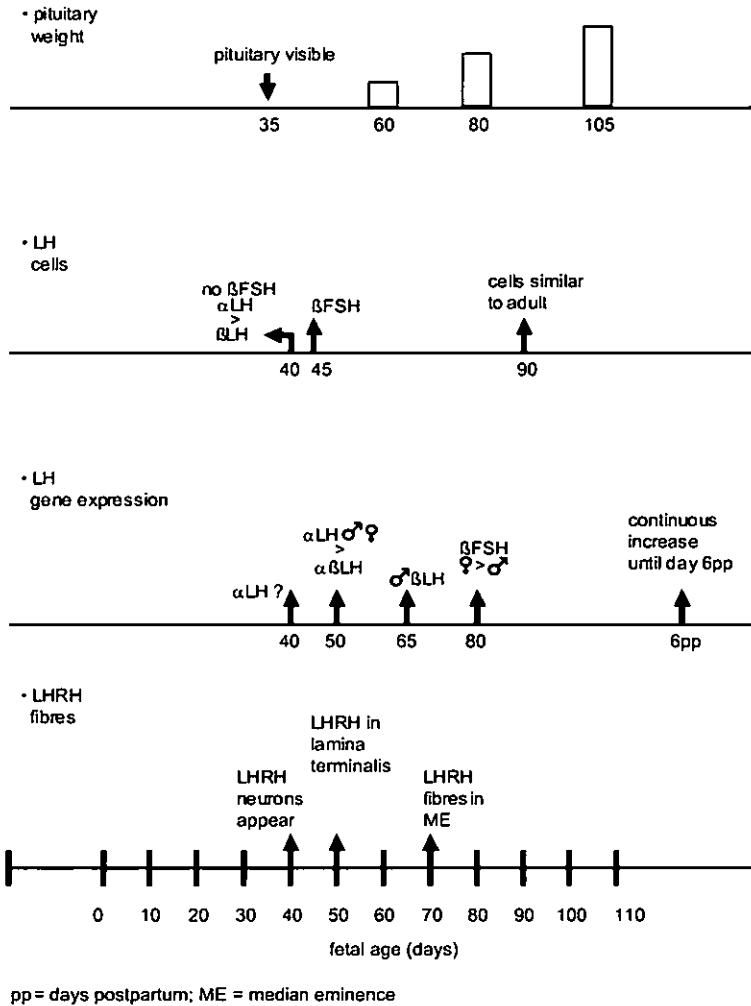 • pituitary
weight
pituitary visible
35
60
80
105
• LH
cells
no ßFSH
αLH
>
ßLH
ßFSH
cells similar
to adult
40
45
90
• LH
gene expression
αLH ?
αLH ♂♀
>
α ßLH
♂ßLH
ßFSH
♀>♂
continuous
increase
until day 6pp
40
50
65
80
6pp
• LHRH
fibres
LHRH
neurons
appear
LHRH in
lamina
terminalis
LHRH
fibres in
ME
0 10 20 30 40 50 60 70 80 90 100 110
fetal age (days)
pp = days postpartum; ME = median eminence